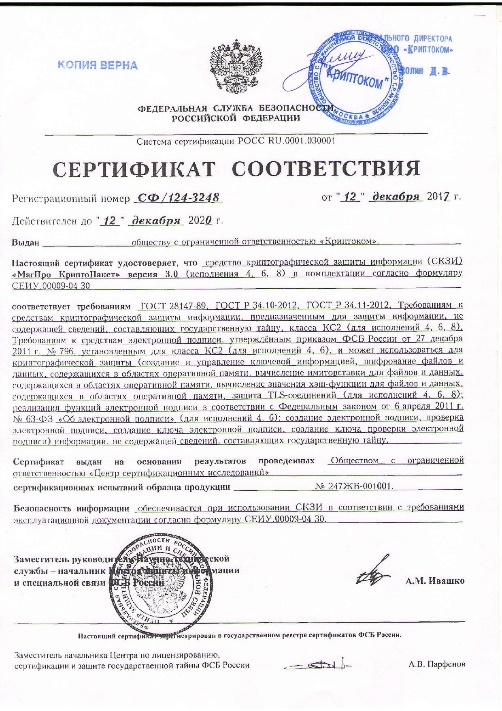 КОПИЯ ВЕРНА
ДИРЕКТОРА
"Криптоком"
МОСКВА
ФЕДЕРАЛЬНАЯ СЛУЖБА БЕЗОПАСНОСТИ
РОССИЙСКОЙ ФЕДЕРАЦИИ
Система сертификации РОСС RU.0001.030001
СЕРТИФИКАТ СООТВЕТСТВИЯ
Регистрационный номер СФ/124-3248 от "12" декабря 2017 г.
Действителен до "12" декабря 2020 г.
Выдан обществу с ограниченной ответственностью «Криптоком».
Настоящий сертификат удостоверяет, что средство криптографической защиты информации (СКЗИ)
«МагПро КриптоПакет» версия 3.0 (исполнения 4, 6, 8) в комплектации согласно формуляру
СЕИУ.00009-04 30
соответствует требованиям ГОСТ 28147-89, ГОСТ Р 34.10-2012, ГОСТ Р 34.11-2012, Требованиям к
средствам криптографической защиты информации, предназначенным для защиты информации, не
содержащей сведений, составляющих государственную тайну, класса КС2 (для исполнений 4, 6, 8),
Требованиям к средствам электронной подписи, утверждённым приказом ФСБ России от 27 декабря
2011 г. № 796, установленным для класса КС2 (для исполнений 4, 6), и может использоваться для
криптографической защиты (создание и управление ключевой информацией, шифрование файлов и
данных, содержащихся в областях оперативной памяти, вычисление имитовставки для файлов и данных,
содержащихся в областях оперативной памяти, вычисление значения хэш-функции для файлов и данных,
содержащихся в областях оперативной памяти, защита TLS-соединений (для исполнений 4, 6, 8);
реализация функций электронной подписи в соответствии с Федеральным законом от 6 апреля 2011 г.
№ 63-ФЗ «Об электронной подписи» (для исполнений 4, 6): создание электронной подписи, проверка
электронной подписи, создание ключа электронной подписи, создание ключа проверки электронной
подписи) информации, не содержащей сведений, составляющих государственную тайну.
Сертификат выдан на основании результатов проведенных Обществом с ограниченной
ответственностью «Центр сертификационных исследований»
сертификационных испытаний образца продукции № 247ЖБ-001001.
Безопасность информации обеспечивается при использовании СКЗИ в соответствии с требованиями
эксплуатационной документации согласно формуляру СЕИУ.00009-04 30.
Заместитель руководителя Научно-технической
службы – начальник Центра защиты информации
и специальной связи ФСБ России
А.М. Ивашко
Настоящий сертификат зарегистрирован в государственном реестре сертификатов ФСБ России.
Заместитель начальника Центра по лицензированию,
сертификации и защите государственной тайны ФСБ России А.В. Парфенов